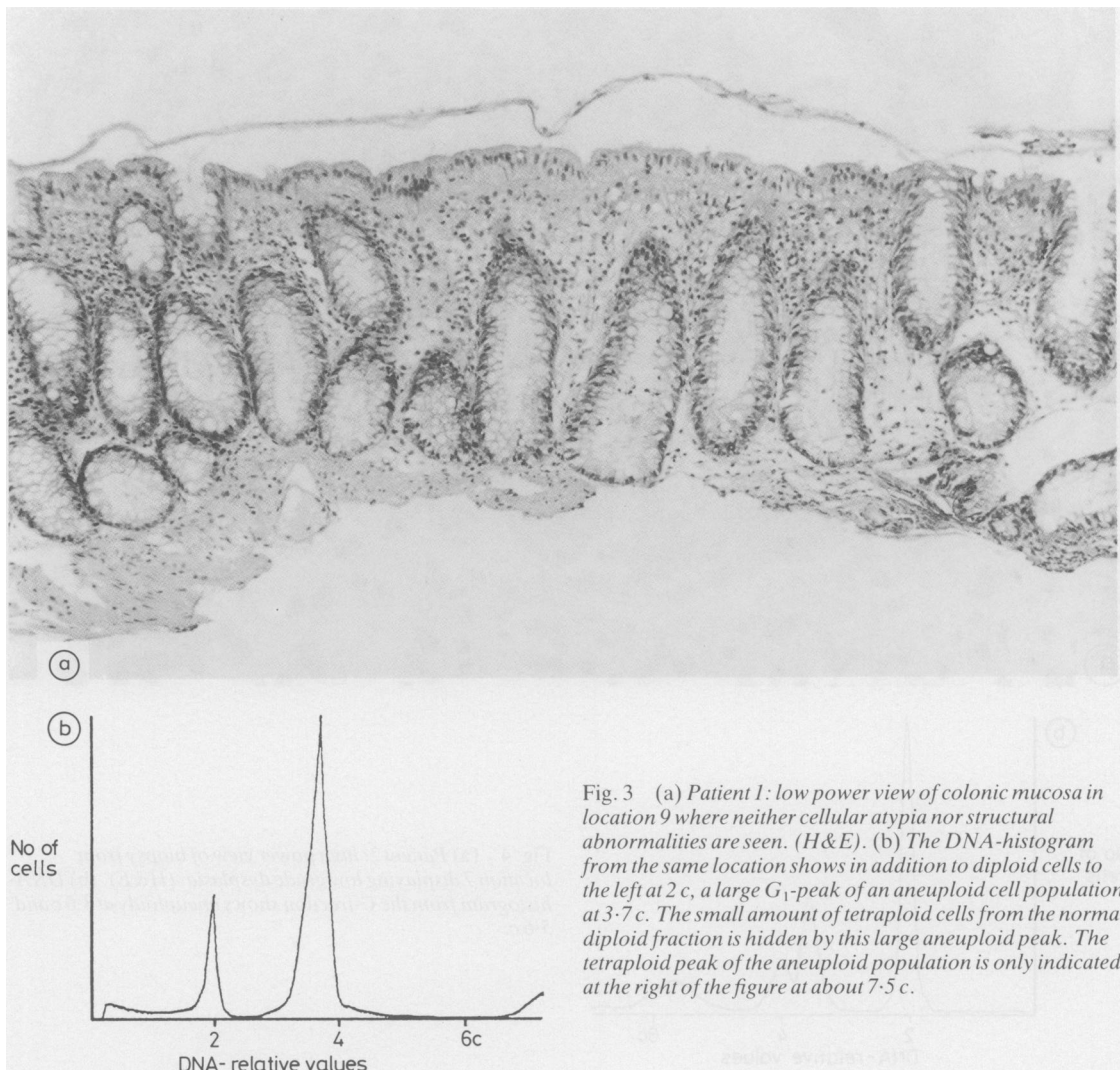 a
b
No of
cells
2
4
6c
DNA- relative values
Fig. 3 (a) Patient 1: low power view of colonic mucosa in
location 9 where neither cellular atypia nor structural
abnormalities are seen. (H&E). (b) The DNA-histogram
from the same location shows in addition to diploid cells to
the left at 2 c, a large G₁-peak of an aneuploid cell population
at 3·7 c. The small amount of tetraploid cells from the norma
diploid fraction is hidden by this large aneuploid peak. The
tetraploid peak of the aneuploid population is only indicated
at the right of the figure at about 7·5 c.